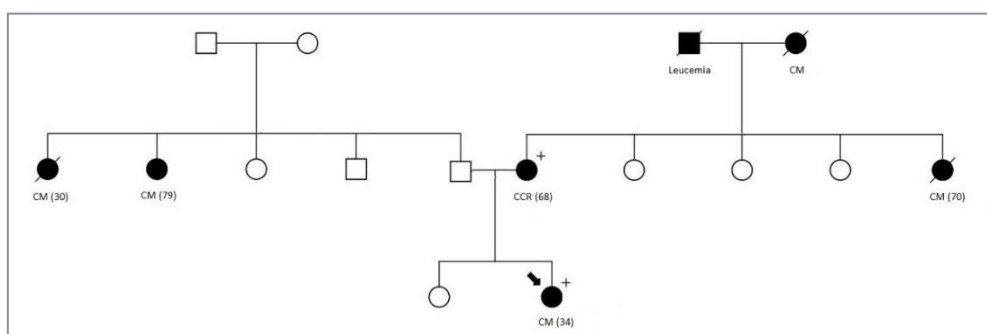 Leucemia
CM
+
CM (30)
CM (79)
CCR (68)
CM (70)
+
CM (34)